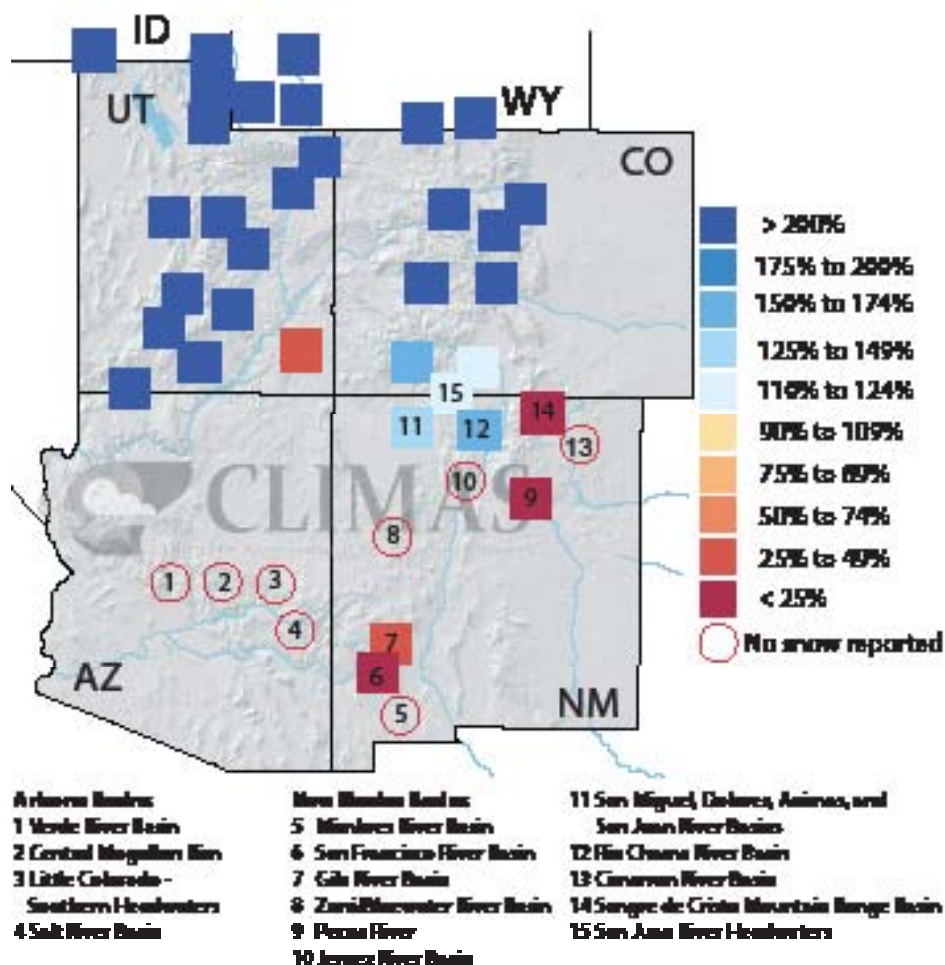 ID
WY
UT
CO
> 200%
175% to 200%
150% to 174%
125% to 149%
110% to 124%
90% to 109%
75% to 89%
50% to 74%
25% to 49%
< 25%
No snow reported
15
14
11
12
13
10
9
CLIMAS
8
1
2
3
4
7
6
5
AZ
NM
Arizona Basins
1 Verde River Basin
2 Central Mogollon Rim
3 Little Colorado -
Southern Headwaters
4 Salt River Basin
New Mexico Basins
5 Mimbres River Basin
6 San Francisco River Basin
7 Gila River Basin
8 Zuni/Bluewater River Basin
9 Pecos River
10 Jemez River Basin
11 San Miguel, Dolores, Animas, and
San Juan River Basins
12 Rio Chama River Basin
13 Cimarron River Basin
14 Sangre de Cristo Mountain Range Basin
15 San Juan River Headwaters